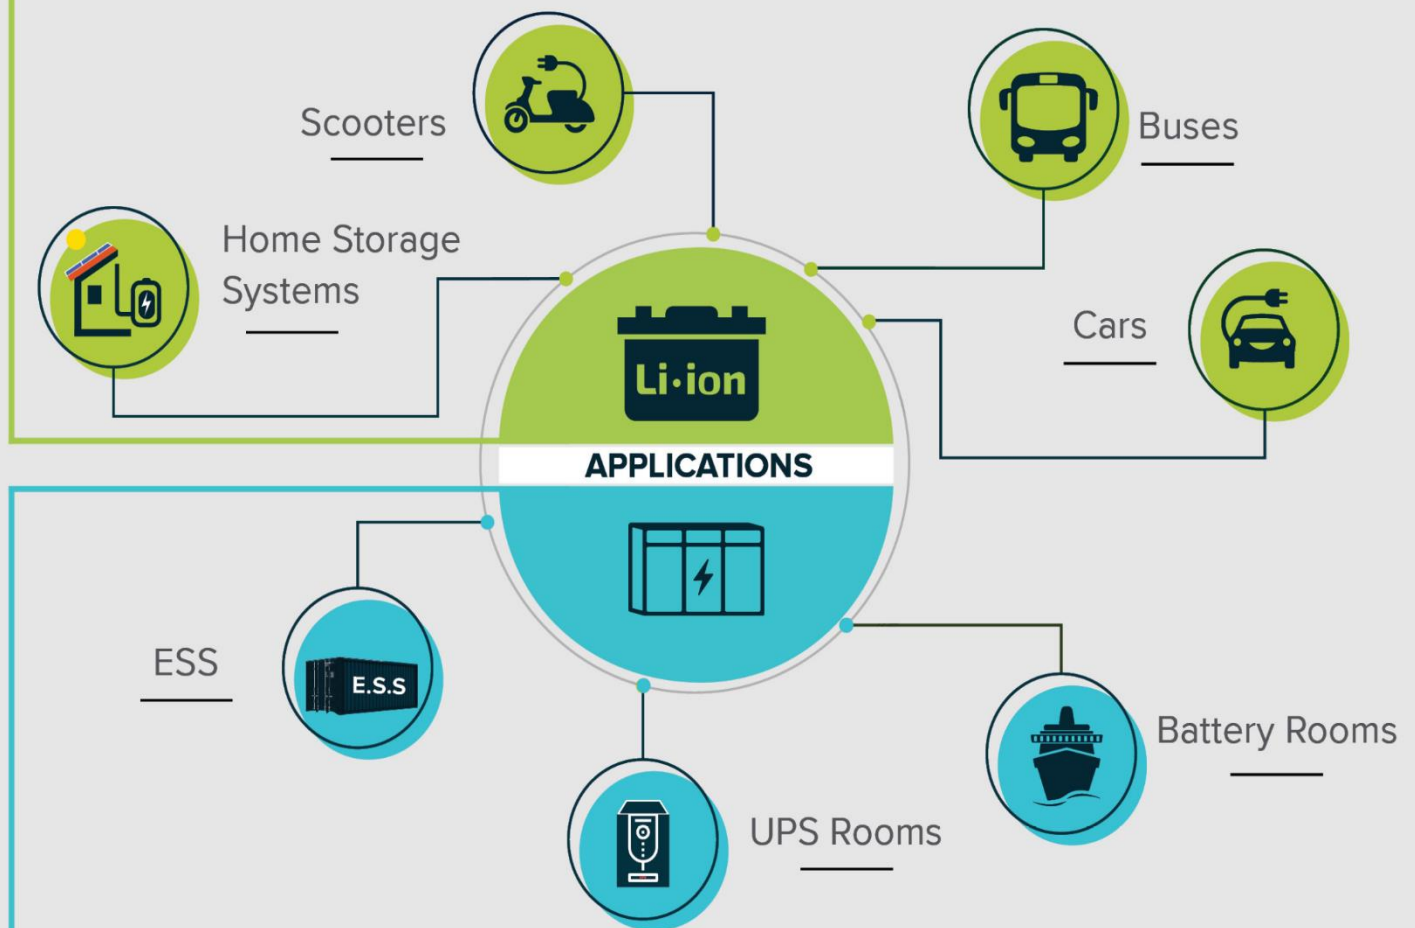 Scooters
Buses
Home Storage
Systems
Cars
Li·ion
APPLICATIONS
ESS
E.S.S
Battery Rooms
UPS Rooms